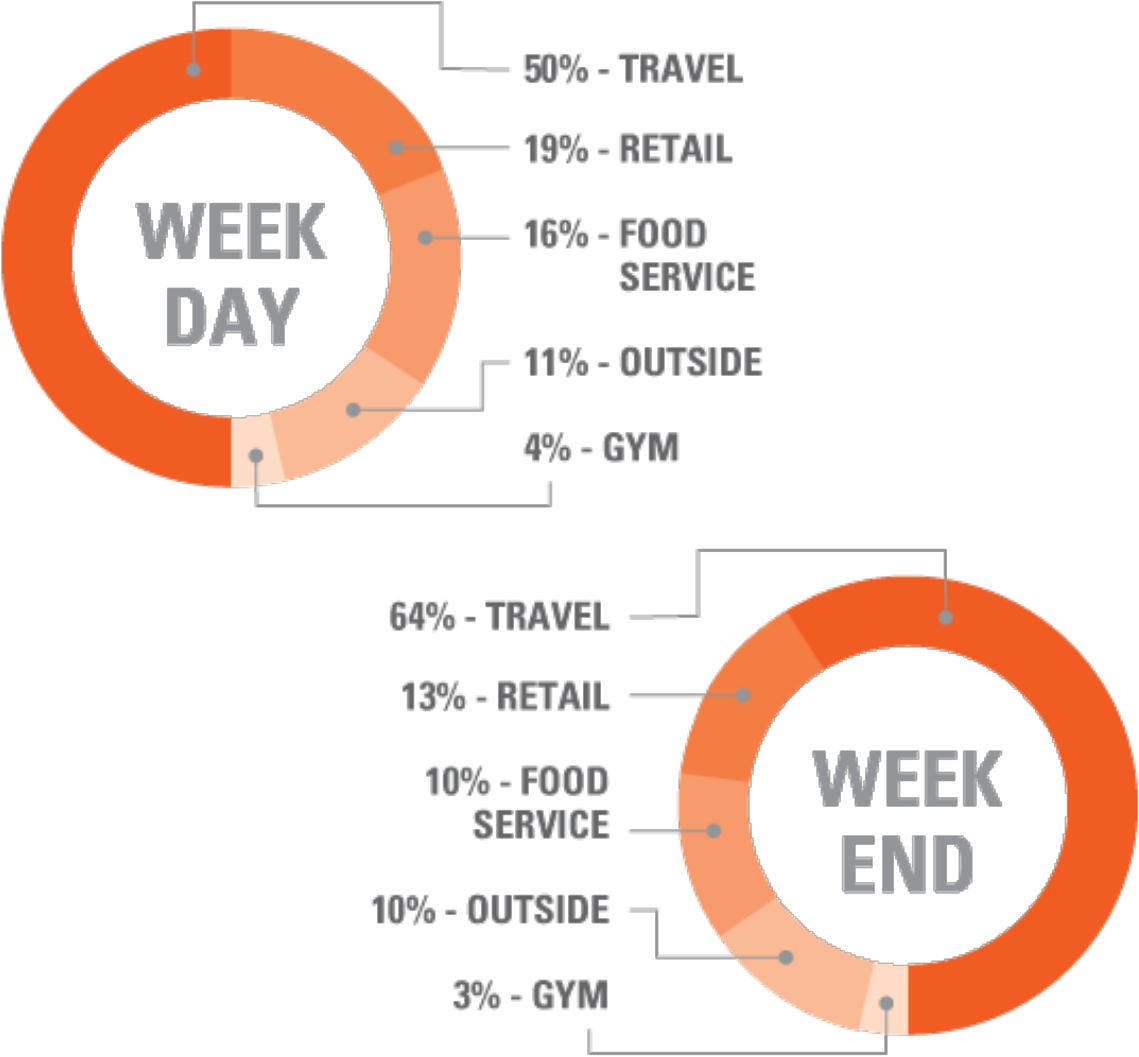 WEEK
DAY
50% - TRAVEL
19% - RETAIL
16% - FOOD
SERVICE
11% - OUTSIDE
4% - GYM
64% - TRAVEL
13% - RETAIL
10% - FOOD
SERVICE
10% - OUTSIDE
3% - GYM
WEEK
END